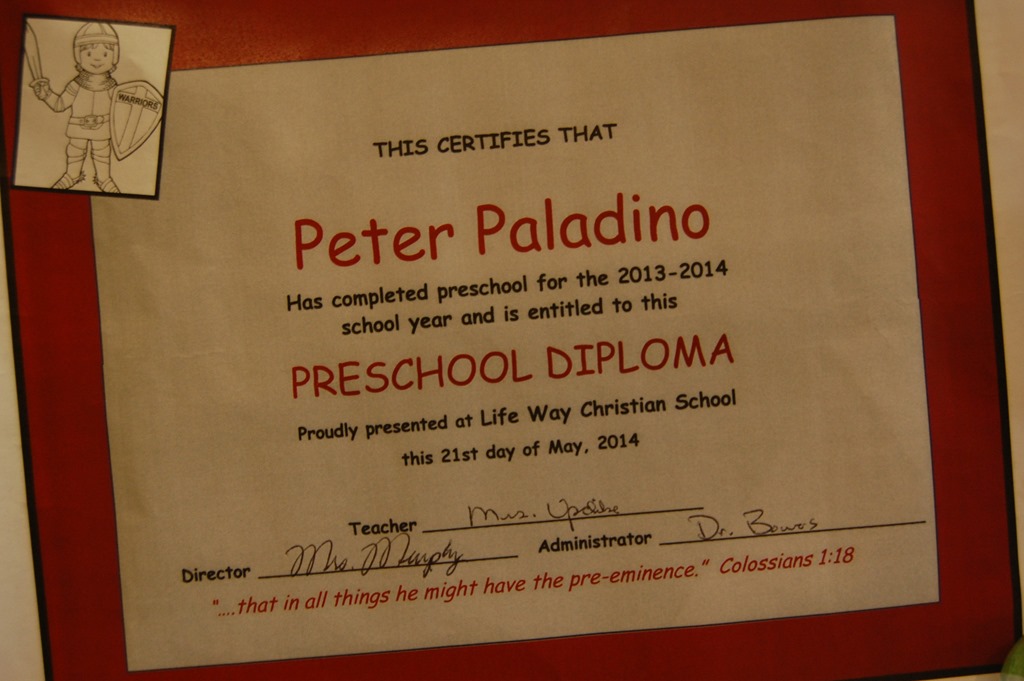 WARRIORS
THIS CERTIFIES THAT
Peter Paladino
Has completed preschool for the 2013-2014
school year and is entitled to this
PRESCHOOL DIPLOMA
Proudly presented at Life Way Christian School
this 21st day of May, 2014
Teacher Mrs. Updike
Director Mrs. Murphy Administrator Dr. Bowers
"....that in all things he might have the pre-eminence." Colossians 1:18